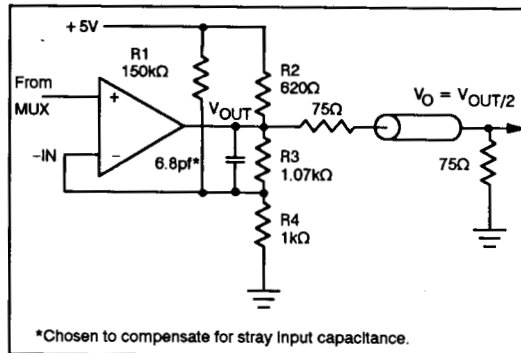 + 5V
R1
150kΩ
R2
620Ω
From
MUX
+
VOUT
75Ω
VO = VOUT/2
-IN
−
6.8pf*
R3
1.07kΩ
75Ω
R4
1kΩ
*Chosen to compensate for stray input capacitance.